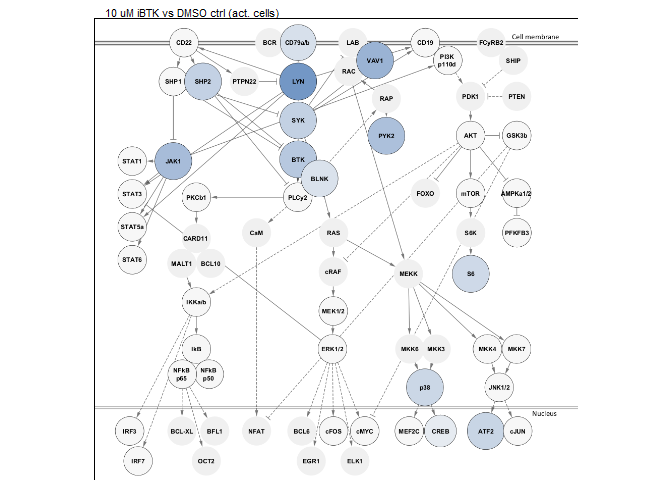 10 uM iBTK vs DMSO ctrl (act. cells)
Cell membrane
CD22
BCR
CD79a/b
LAB
CD19
FCyRB2
VAV1
PI3K
p110d
SHIP
RAC
SHP1
SHP2
PTPN22
LYN
RAP
PDK1
PTEN
SYK
PYK2
AKT
GSK3b
STAT1
JAK1
BTK
BLNK
STAT3
PKCb1
PLCy2
FOXO
mTOR
AMPKa1/2
STAT5a
CARD11
CaM
RAS
S6K
PFKFB3
STAT6
MALT1
BCL10
cRAF
MEKK
S6
IKKa/b
MEK1/2
IkB
ERK1/2
MKK6
MKK3
MKK4
MKK7
NFkB
p65
NFkB
p50
p38
JNK1/2
Nucleus
IRF3
BCL-XL
BFL1
NFAT
BCL6
cFOS
cMYC
MEF2C
CREB
ATF2
cJUN
IRF7
OCT2
EGR1
ELK1